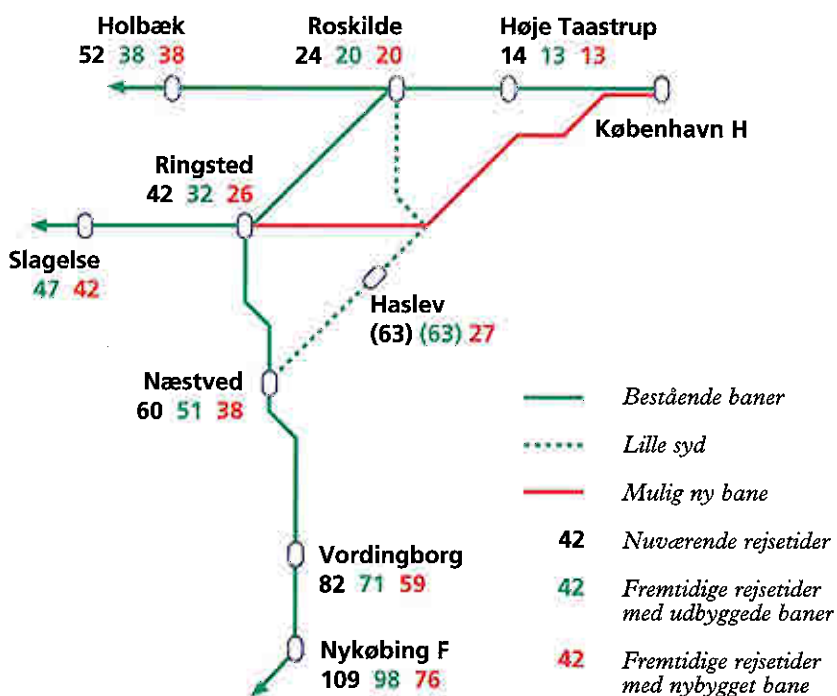 Holbæk
52 38 38
Roskilde
24 20 20
Høje Taastrup
14 13 13
København H
Ringsted
42 32 26
Slagelse
47 42
Haslev
(63) (63) 27
Næstved
60 51 38
Vordingborg
82 71 59
Nykøbing F
109 98 76
Bestående baner
Lille syd
Mulig ny bane
42 Nuværende rejsetider
42 Fremtidige rejsetider
med udbyggede baner
42 Fremtidige rejsetider
med nybygget bane